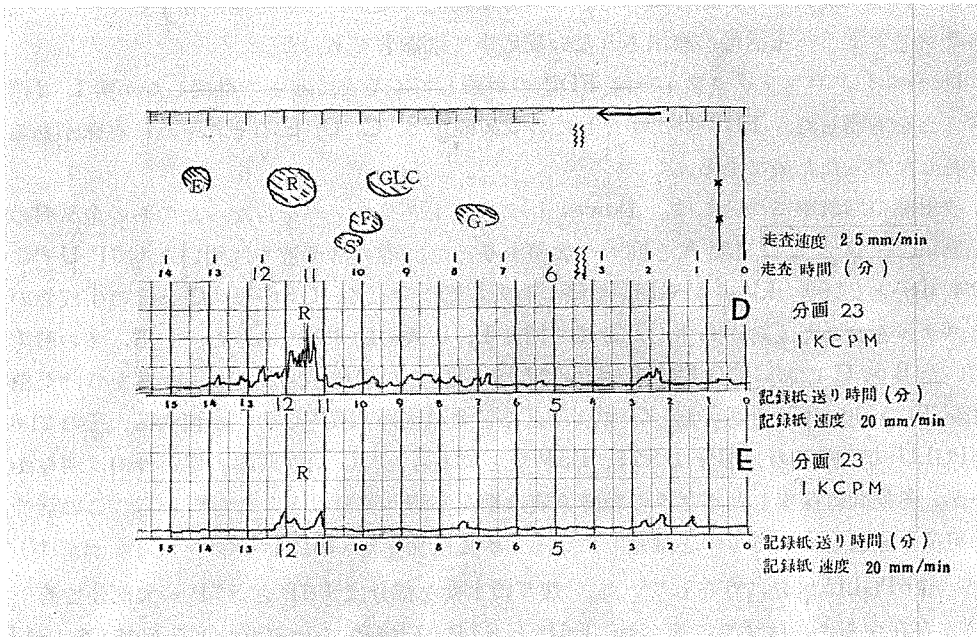 E R GLC
F G
S
走査速度 25mm/min
14 13 12 11 10 9 8 7 6 5 3 2 1 0
走査時間(分)
D
R
分画 23
1 KCPM
15 14 13 12 11 10 9 8 7 6 5 4 3 2 1 0
記録紙送り時間(分)
記録紙速度 20 mm/min
E
R
分画 23
1 KCPM
15 14 13 12 11 10 9 8 7 6 5 4 3 2 1 0
記録紙送り時間(分)
記録紙速度 20 mm/min